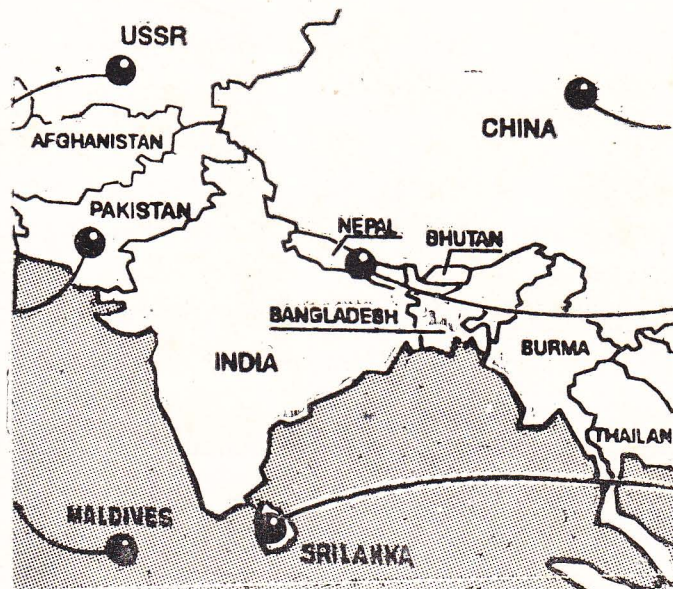 USSR
CHINA
AFGHANISTAN
PAKISTAN
NEPAL
BHUTAN
BANGLADESH
INDIA
BURMA
THAILAN
MALDIVES
SRILANKA